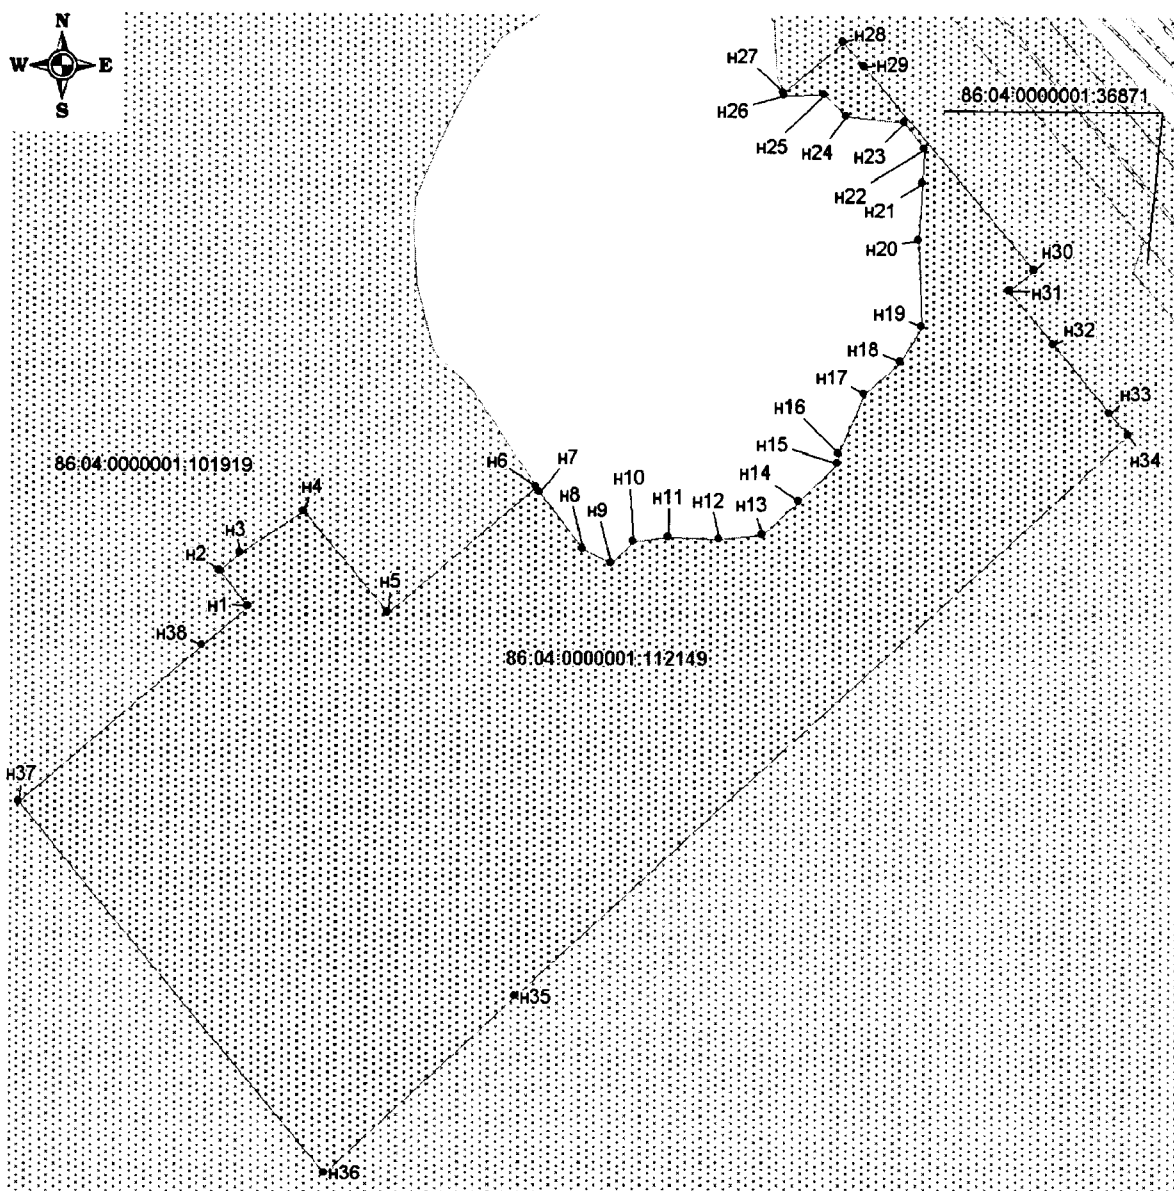 N
W E
S
н28
н27
н29
н26
86:04:0000001:36871
н25
н24
н23
н22
н21
н20
н30
н31
н19
н32
н18
н17
н33
н16
н34
н15
86:04:0000001:101919
н6
н7
н4
н14
н10
н8
н11
н12
н13
н9
н3
н2
н5
н1
н38
86:04:0000001:112149
н37
н35
н36